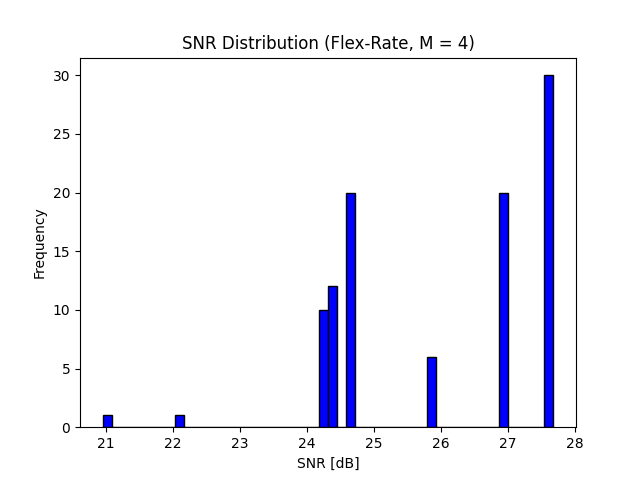 SNR Distribution (Flex-Rate, M = 4)
30
25
20
15
10
5
0
Frequency
21 22 23 24 25 26 27 28
SNR [dB]